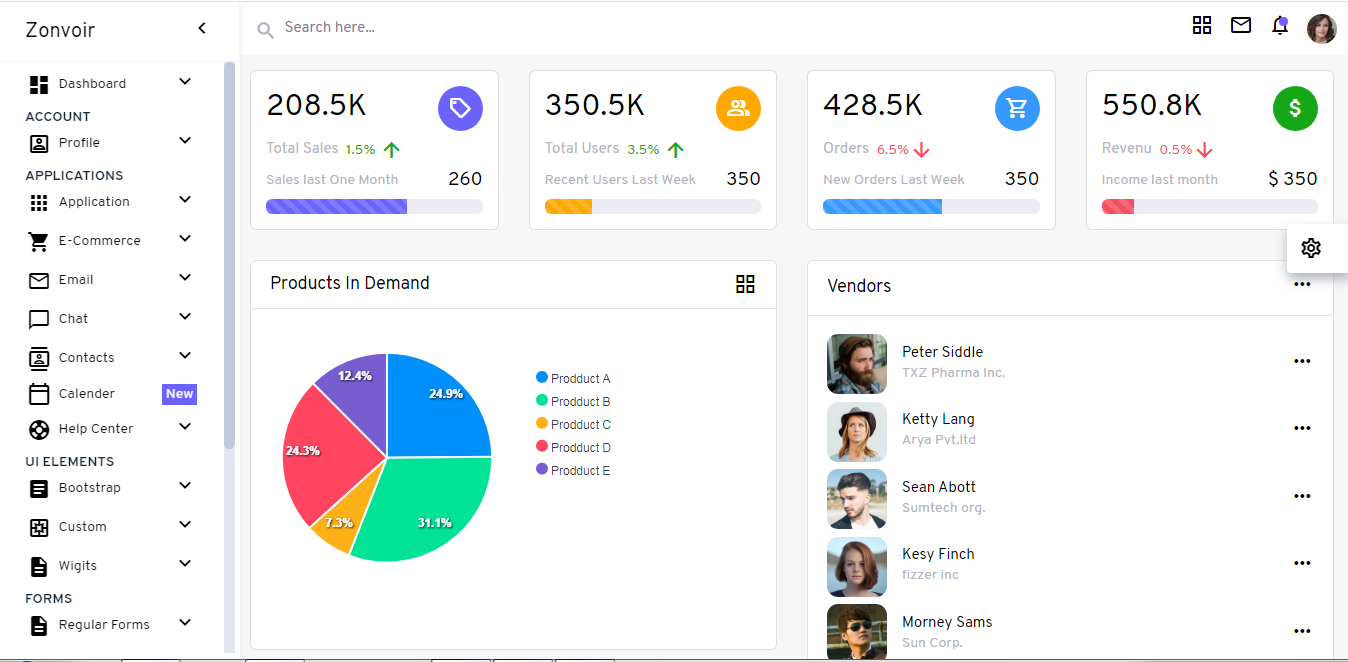 Zonvoir
Search here...
Dashboard
ACCOUNT
Profile
APPLICATIONS
Application
E-Commerce
Email
Chat
Contacts
Calender New
Help Center
UI ELEMENTS
Bootstrap
Custom
Wigits
FORMS
Regular Forms
208.5K
Total Sales 1.5%
Sales last One Month 260
350.5K
Total Users 3.5%
Recent Users Last Week 350
428.5K
Orders 6.5%
New Orders Last Week 350
550.8K
$
Revenu 0.5%
Income last month $ 350
Products In Demand
12.4%
24.9%
24.3%
7.3%
31.1%
Prodduct A
Product B
Product C
Product D
Product E
Vendors
Peter Siddle
TXZ Pharma Inc.
Ketty Lang
Arya Pvt.ltd
Sean Abott
Sumtech org.
Kesy Finch
fizzer inc
Morney Sams
Sun Corp.